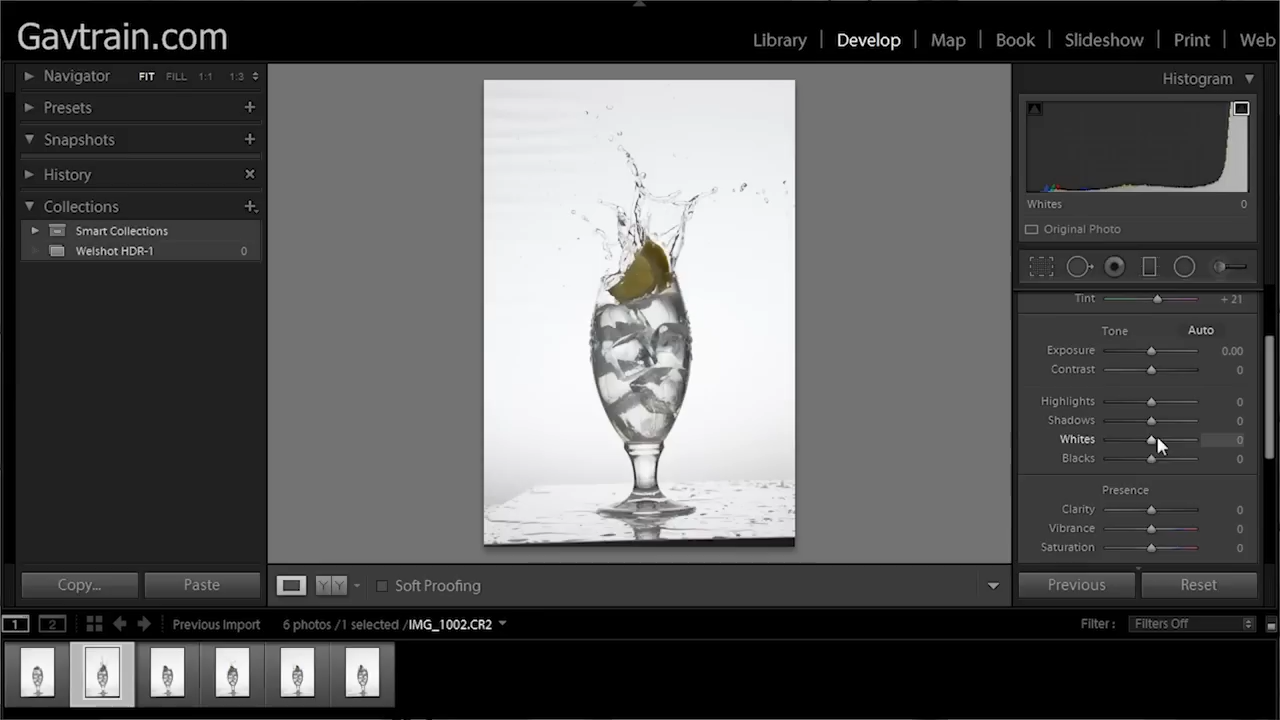 Gavtrain.com
Library | Develop | Map | Book | Slideshow | Print | Web
Navigator FIT FILL 1:1 1:3
Presets
Snapshots
History
Collections
Smart Collections
Welshot HDR-1 0
Copy... Paste
Histogram
Whites 0
Original Photo
Tint + 21
Tone Auto
Exposure 0.00
Contrast 0
Highlights 0
Shadows 0
Whites 0
Blacks 0
Presence
Clarity 0
Vibrance 0
Saturation 0
Previous Reset
Y Y Soft Proofing
1 2 Previous Import 6 photos /1 selected /IMG_1002.CR2 Filter: Filters Off